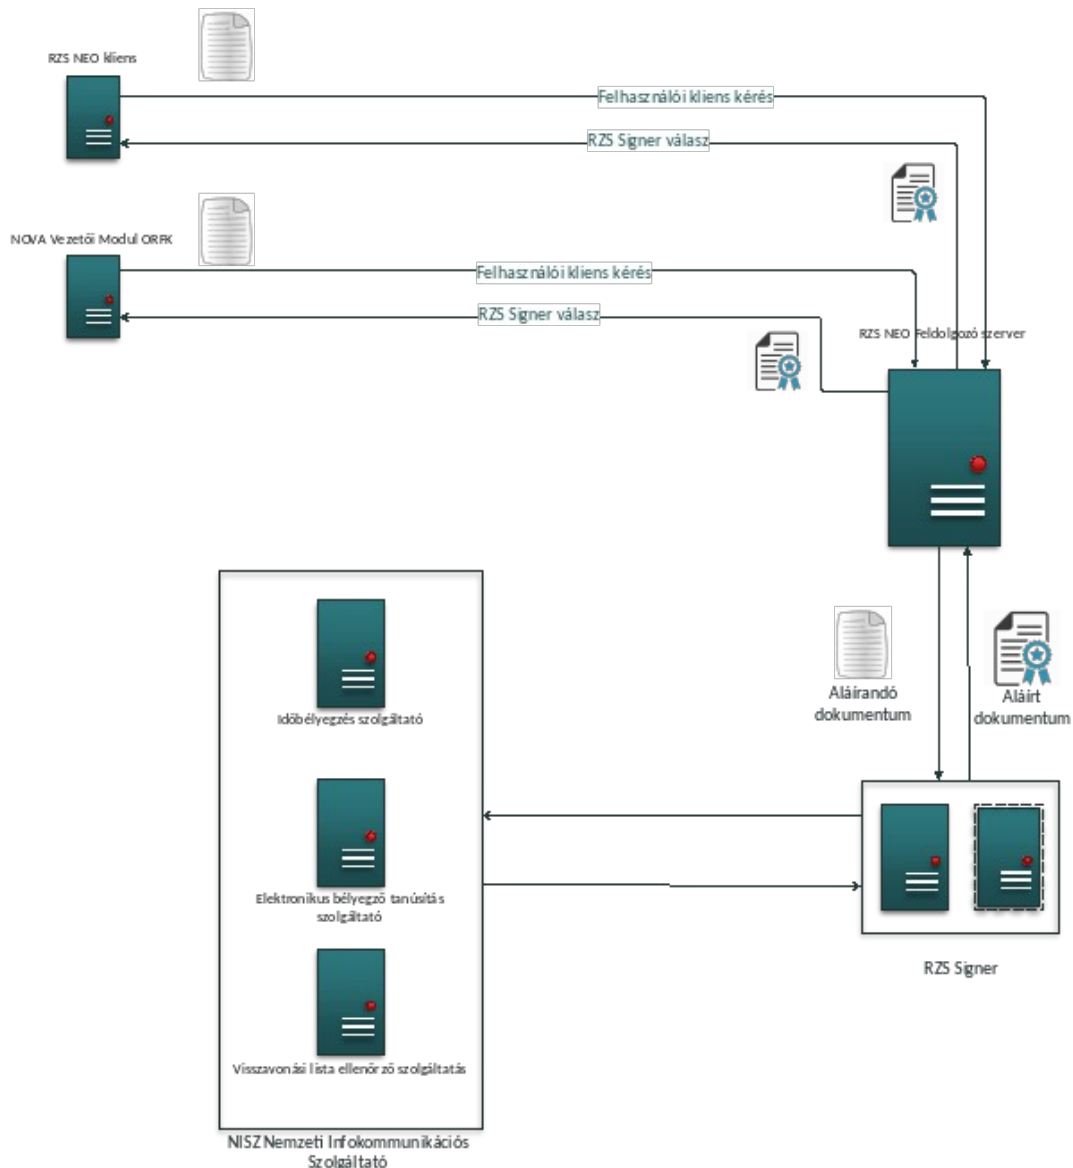 RZS NEO kliens
Felhasználói kliens kérés
RZS Signer válasz
NOVA Vezetői Modul ORFK
Felhasználói kliens kérés
RZS Signer válasz
RZS NEO Feldolgozó szerver
Aláírandó
dokumentum
Aláírt
dokumentum
Időbélyegzés szolgáltató
Elektronikus bélyegző tanúsítás
szolgáltató
RZS Signer
Visszavonási lista ellenőrző szolgáltatás
NISZ Nemzeti Infokommunikációs
Szolgáltató